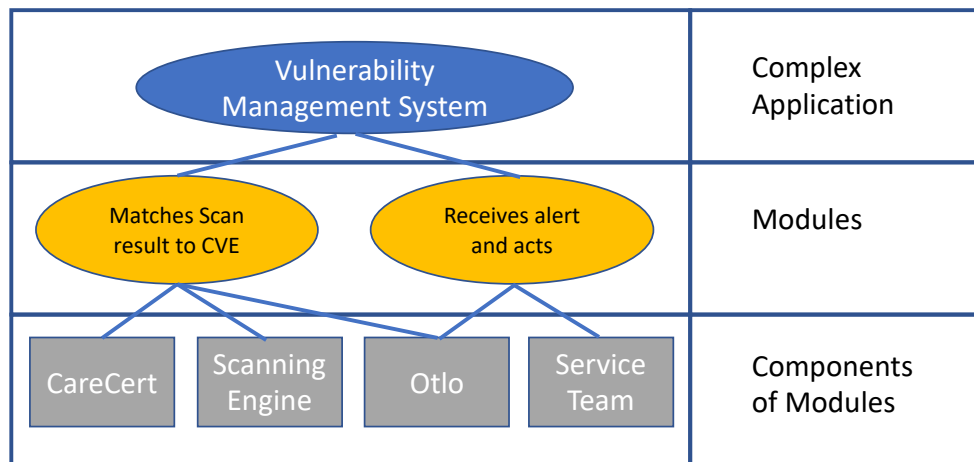 Vulnerability
Management System
Complex
Application
Matches Scan
result to CVE
Receives alert
and acts
Modules
CareCert
Scanning
Engine
Otlo
Service
Team
Components
of Modules